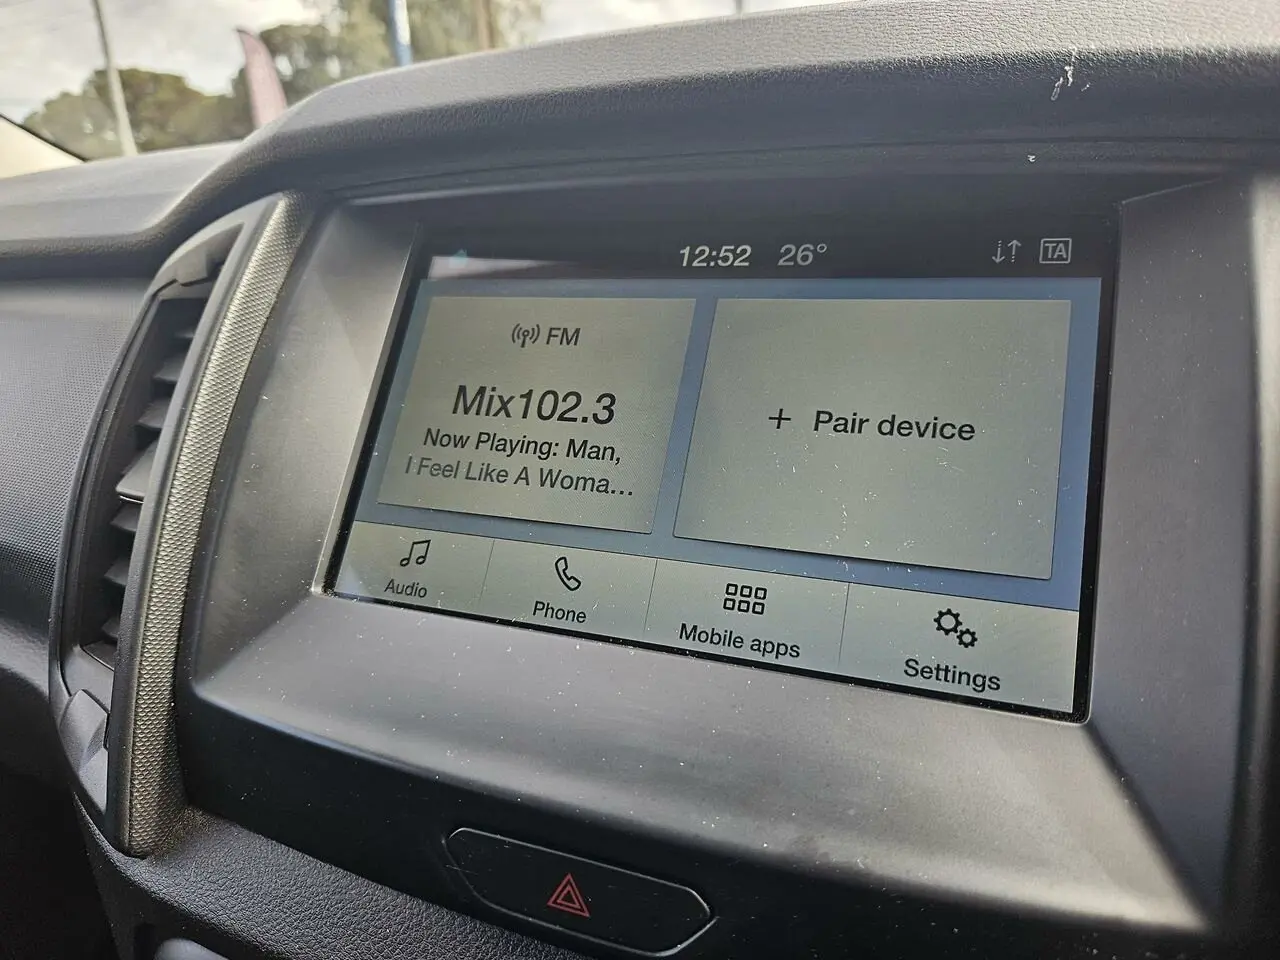 12:52 26° TA
FM
Mix102.3
Now Playing: Man,
I Feel Like A Woma...
+ Pair device
Audio
Phone
Mobile apps
Settings